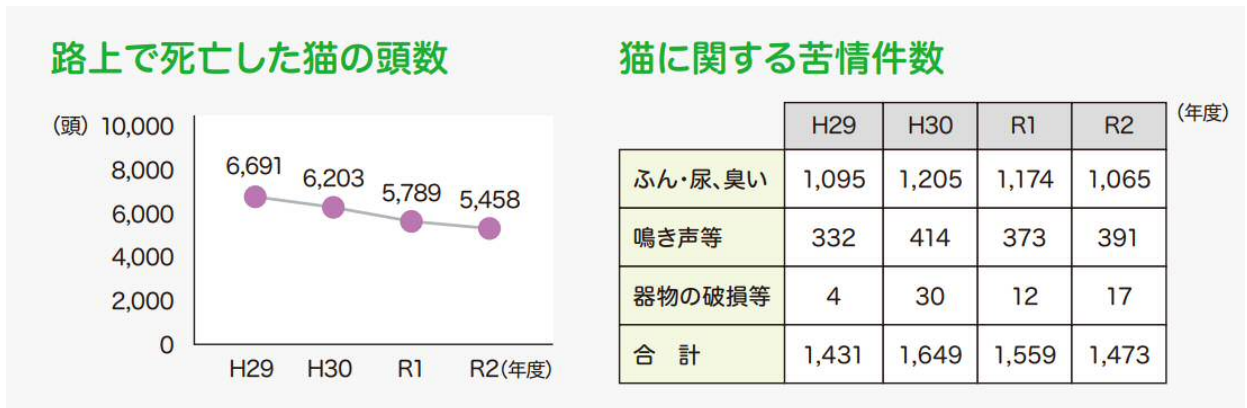 路上で死亡した猫の頭数
(頭) 10,000
8,000
6,000
4,000
2,000
0
6,691
6,203
5,789
5,458
H29 H30 R1 R2(年度)
猫に関する苦情件数
(年度)
H29 H30 R1 R2
ふん・尿、臭い 1,095 1,205 1,174 1,065
鳴き声等 332 414 373 391
器物の破損等 4 30 12 17
合 計 1,431 1,649 1,559 1,473